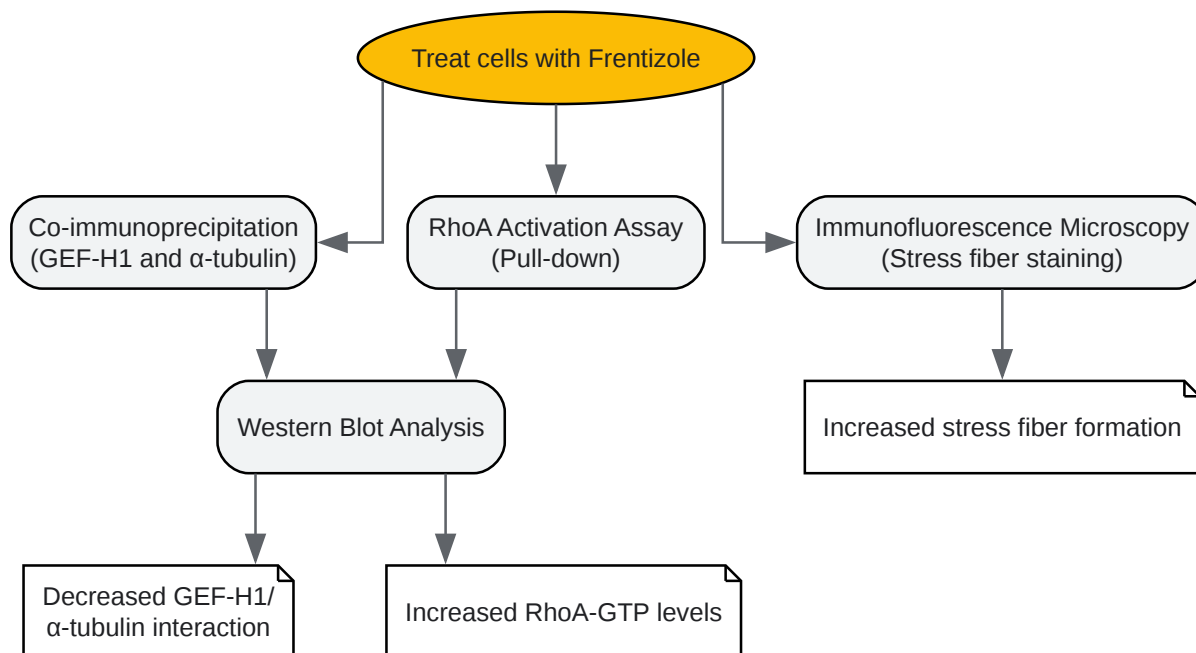 Treat cells with Frentizole
Co-immunoprecipitation
(GEF-H1 and α-tubulin)
RhoA Activation Assay
(Pull-down)
Immunofluorescence Microscopy
(Stress fiber staining)
Western Blot Analysis
Increased stress fiber formation
Decreased GEF-H1/
α-tubulin interaction
Increased RhoA-GTP levels